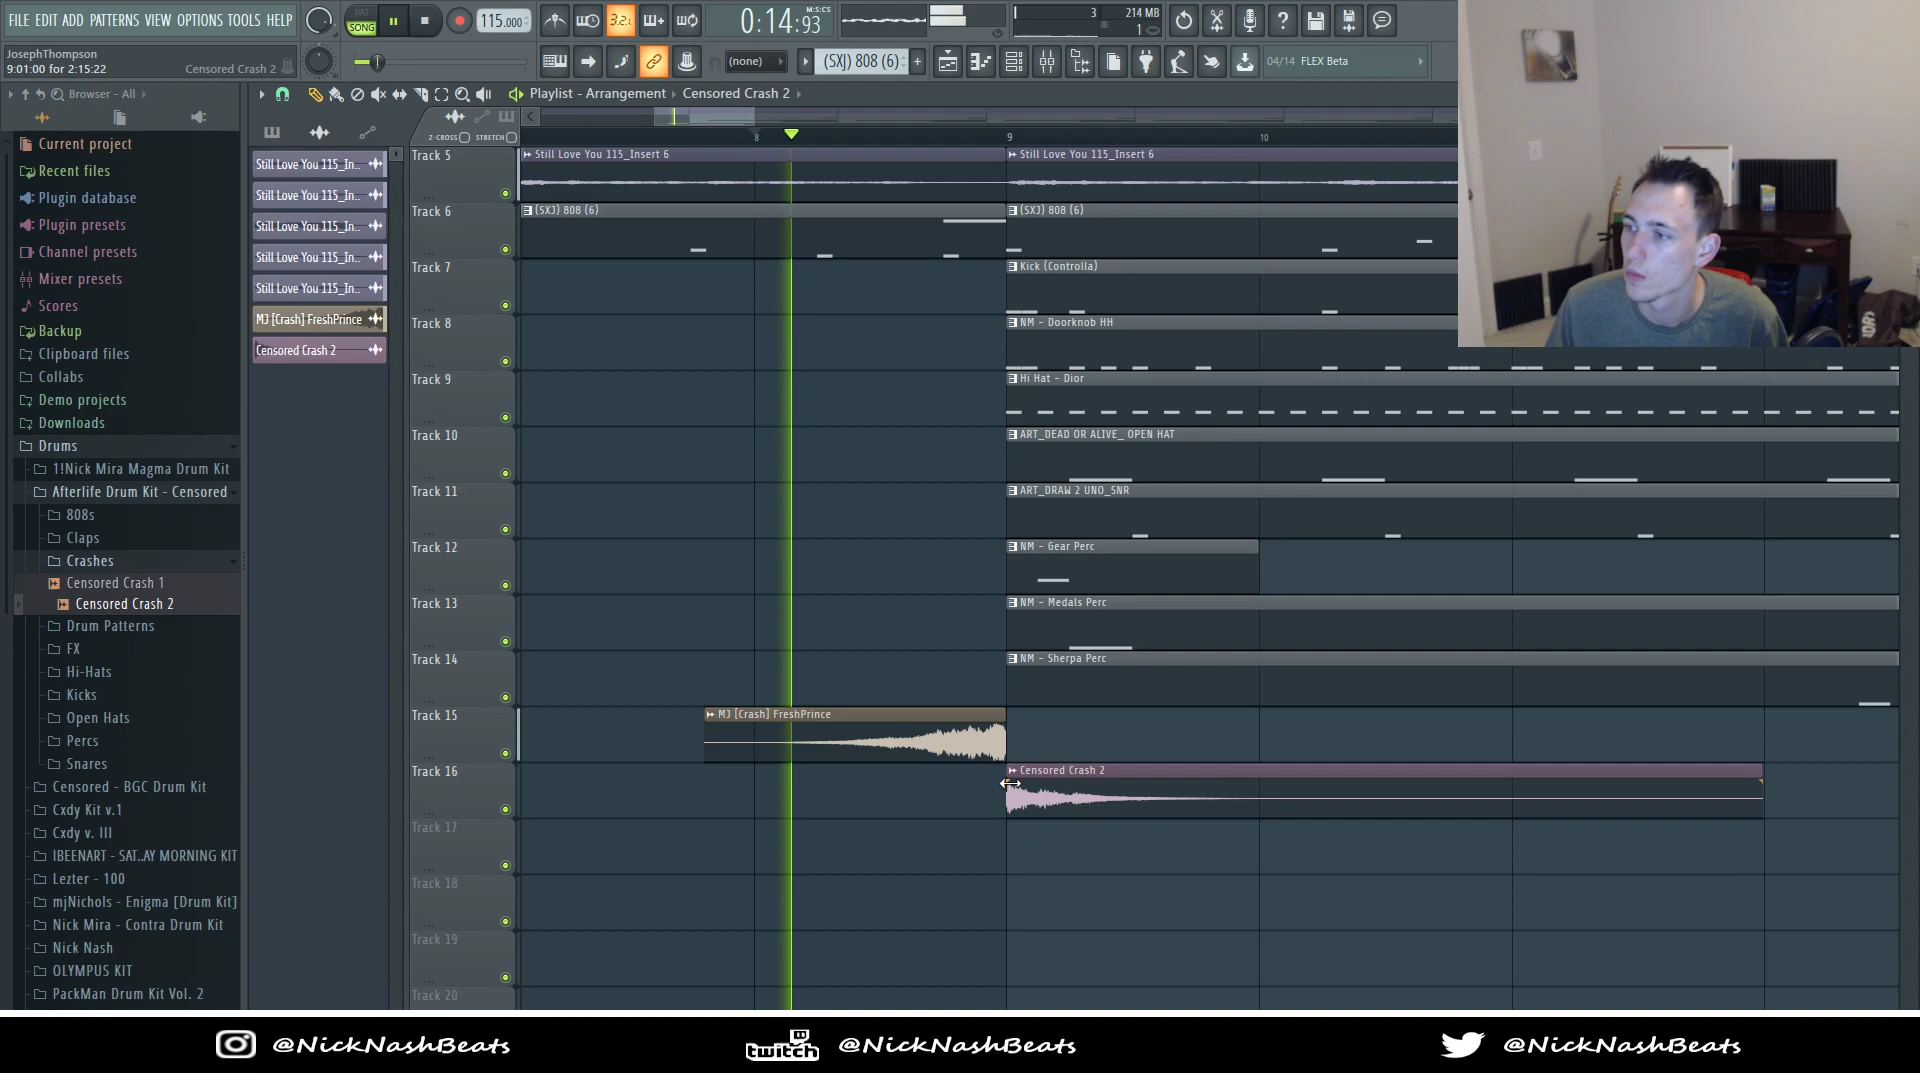 FILE EDIT ADD PATTERNS VIEW OPTIONS TOOLS HELP
PAT
SONG
115.000
3.2.
0:14:93
M:S:CS
3
214 MB
1
JosephThompson
9:01:00 for 2:15:22
Censored Crash 2
(none)
(SXJ) 808 (6)
+
04/14 FLEX Beta
Browser - All
Playlist - Arrangement
Censored Crash 2
Z-CROSS
STRETCH
8
9
10
Current project
Recent files
Plugin database
Plugin presets
Channel presets
Mixer presets
Scores
Backup
Clipboard files
Collabs
Demo projects
Downloads
Drums
1!Nick Mira Magma Drum Kit
Afterlife Drum Kit - Censored
808s
Claps
Crashes
Censored Crash 1
Censored Crash 2
Drum Patterns
FX
Hi-Hats
Kicks
Open Hats
Percs
Snares
Censored - BGC Drum Kit
Cxdy Kit v.1
Cxdy v. III
IBEENART - SAT..AY MORNING KIT
Lezter - 100
mjNichols - Enigma [Drum Kit]
Nick Mira - Contra Drum Kit
Nick Nash
OLYMPUS KIT
PackMan Drum Kit Vol. 2
Still Love You 115_In..
Still Love You 115_In..
Still Love You 115_In..
Still Love You 115_In..
Still Love You 115_In..
MJ [Crash] FreshPrince
Censored Crash 2
Track 5
Still Love You 115_Insert 6
Still Love You 115_Insert 6
Track 6
(SXJ) 808 (6)
(SXJ) 808 (6)
Track 7
Kick (Controlla)
Track 8
NM - Doorknob HH
Track 9
Hi Hat - Dior
Track 10
ART_DEAD OR ALIVE_ OPEN HAT
Track 11
ART_DRAW 2 UNO_SNR
Track 12
NM - Gear Perc
Track 13
NM - Medals Perc
Track 14
NM - Sherpa Perc
Track 15
MJ [Crash] FreshPrince
Track 16
Censored Crash 2
Track 17
Track 18
Track 19
Track 20
@NickNashBeats
twitch
@NickNashBeats
@NickNashBeats